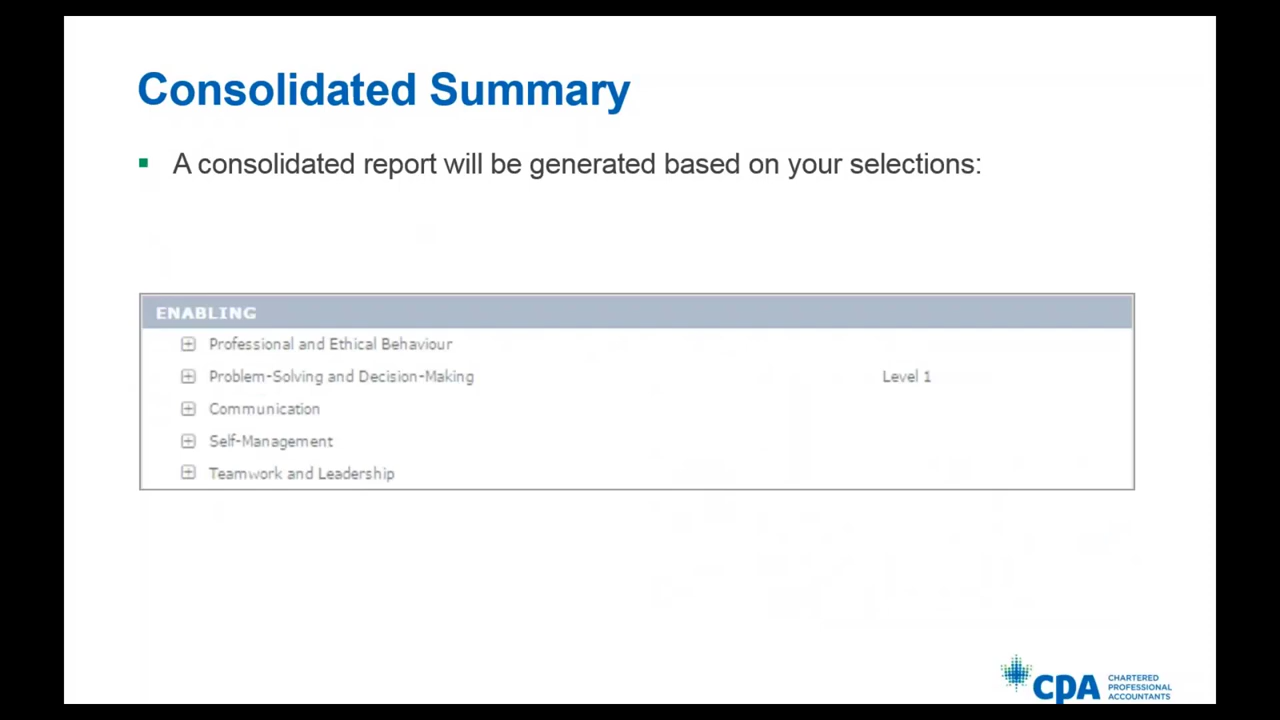 Consolidated Summary
A consolidated report will be generated based on your selections:
ENABLING
Professional and Ethical Behaviour
Problem-Solving and Decision-Making Level 1
Communication
Self-Management
Teamwork and Leadership
CPA CHARTERED
PROFESSIONAL
ACCOUNTANTS